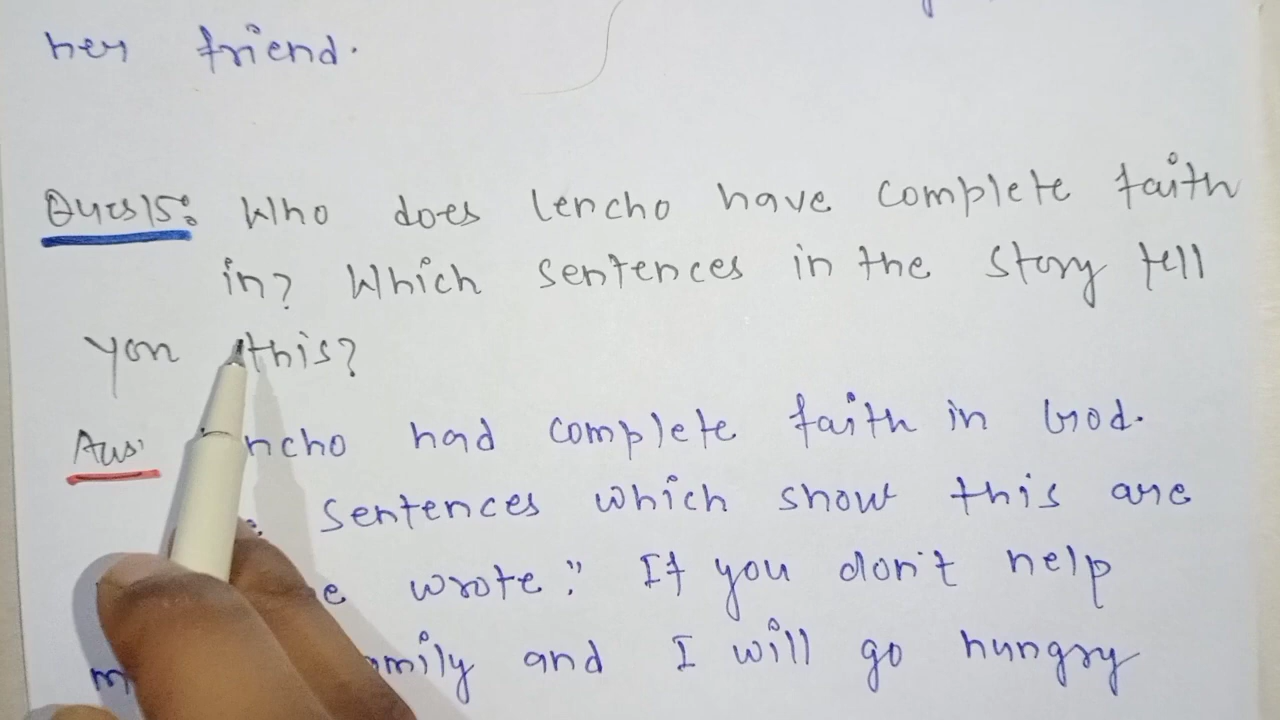 her friend.
Ques15: Who does lencho have complete faith
in? Which sentences in the story tell
you this?
Ans: ncho had complete faith in God.
sentences which show this are
wrote:" If you don't help
and I will go hungry